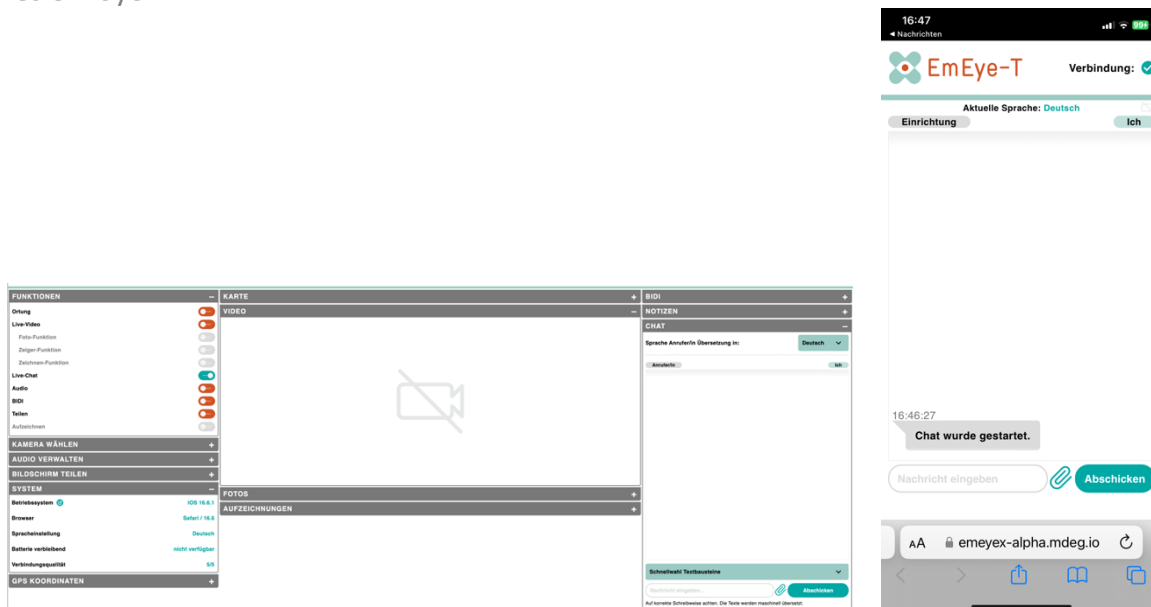 FUNKTIONEN
Ortung
Live-Video
Foto-Funktion
Zeiger-Funktion
Zeichnen-Funktion
Live-Chat
Audio
BIDI
Teilen
Aufzeichnen
KAMERA WÄHLEN
AUDIO VERWALTEN
BILDSCHIRM TEILEN
SYSTEM
Betriebssystem iOS 16.6.1
Browser Safari / 16.6
Spracheinstellung Deutsch
Batterie verbleibend nicht verfügbar
Verbindungsqualität 5/5
GPS KOORDINATEN
KARTE
VIDEO
FOTOS
AUFZEICHNUNGEN
BIDI
NOTIZEN
CHAT
Sprache Anrufer/in Übersetzung in: Deutsch
Anrufer/in Ich
Schnellwahl Textbausteine
Nachricht eingeben... Abschicken
Auf korrekte Schreibweise achten. Die Texte werden maschinell übersetzt.
16:47
Nachrichten
99+
EmEye-T Verbindung:
Aktuelle Sprache: Deutsch
Einrichtung Ich
16:46:27
Chat wurde gestartet.
Nachricht eingeben Abschicken
AA emeyex-alpha.mdeg.io